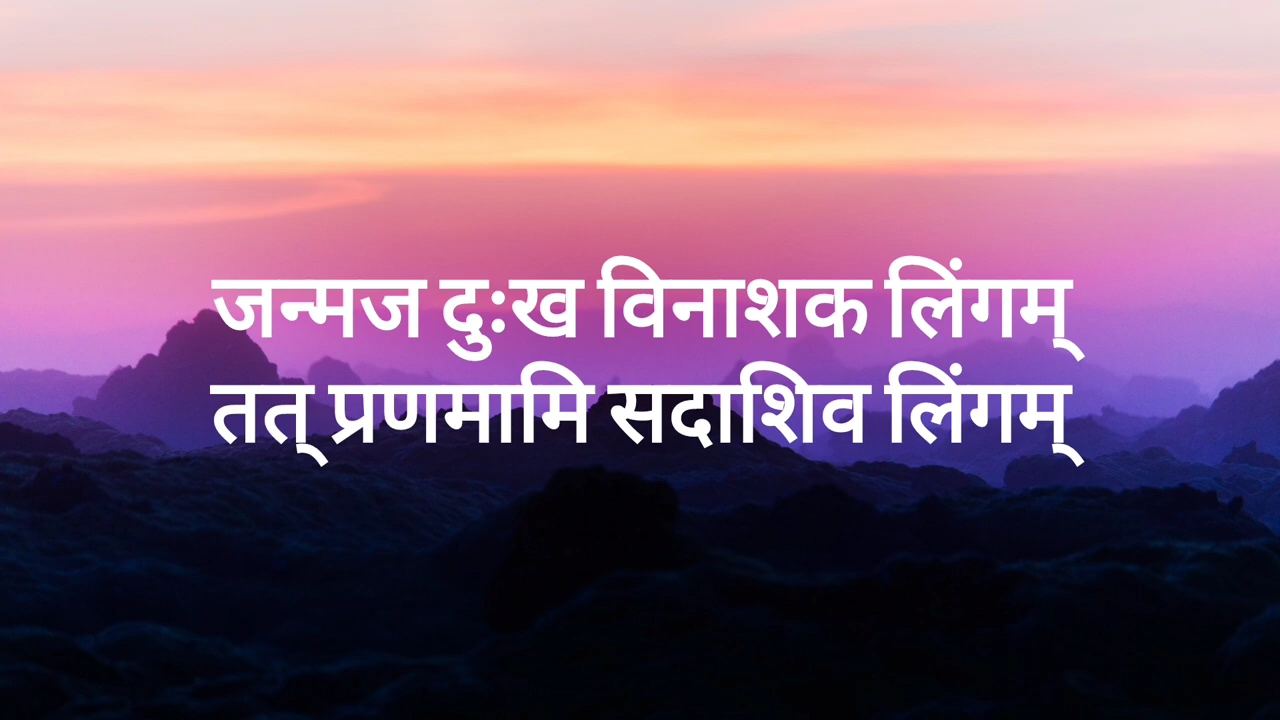 जन्मज दुःख विनाशक लिंगम्
तत् प्रणमामि सदाशिव लिंगम्